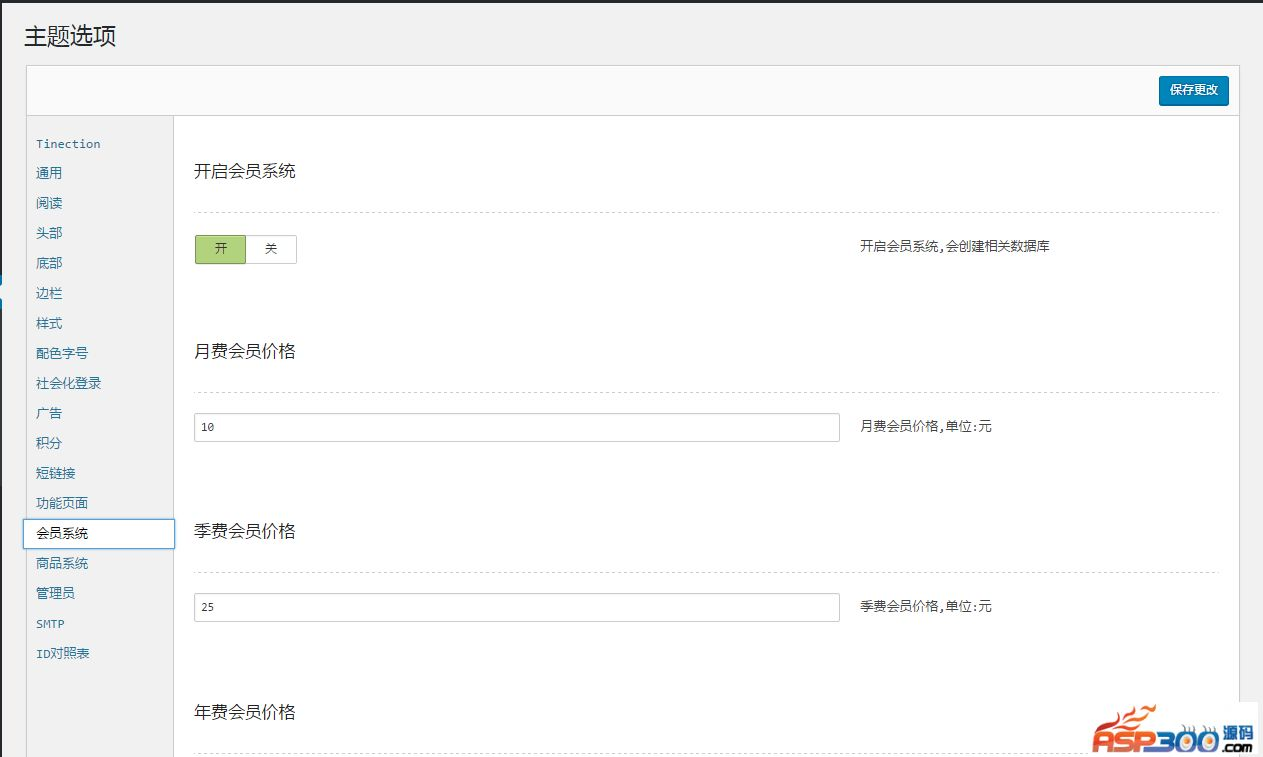 主题选项
保存更改
Tinection
通用
阅读
头部
底部
边栏
样式
配色字号
社会化登录
广告
积分
短链接
功能页面
会员系统
商品系统
管理员
SMTP
ID对照表
开启会员系统
开 关
开启会员系统,会创建相关数据库
月费会员价格
10
月费会员价格,单位:元
季费会员价格
25
季费会员价格,单位:元
年费会员价格
ASP300源码
.com